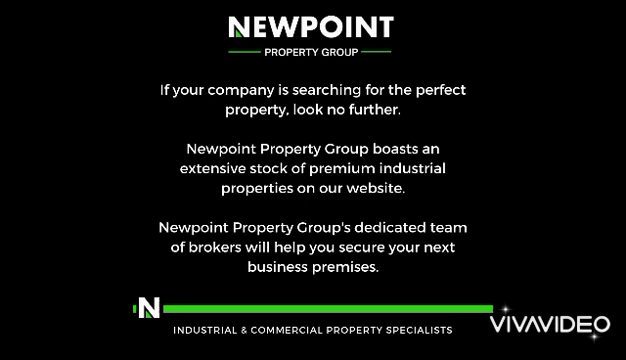 NEWPOINT
PROPERTY GROUP
If your company is searching for the perfect
property, look no further.
Newpoint Property Group boasts an
extensive stock of premium industrial
properties on our website.
Newpoint Property Group's dedicated team
of brokers will help you secure your next
business premises.
N
INDUSTRIAL & COMMERCIAL PROPERTY SPECIALISTS
VIVAVIDEO